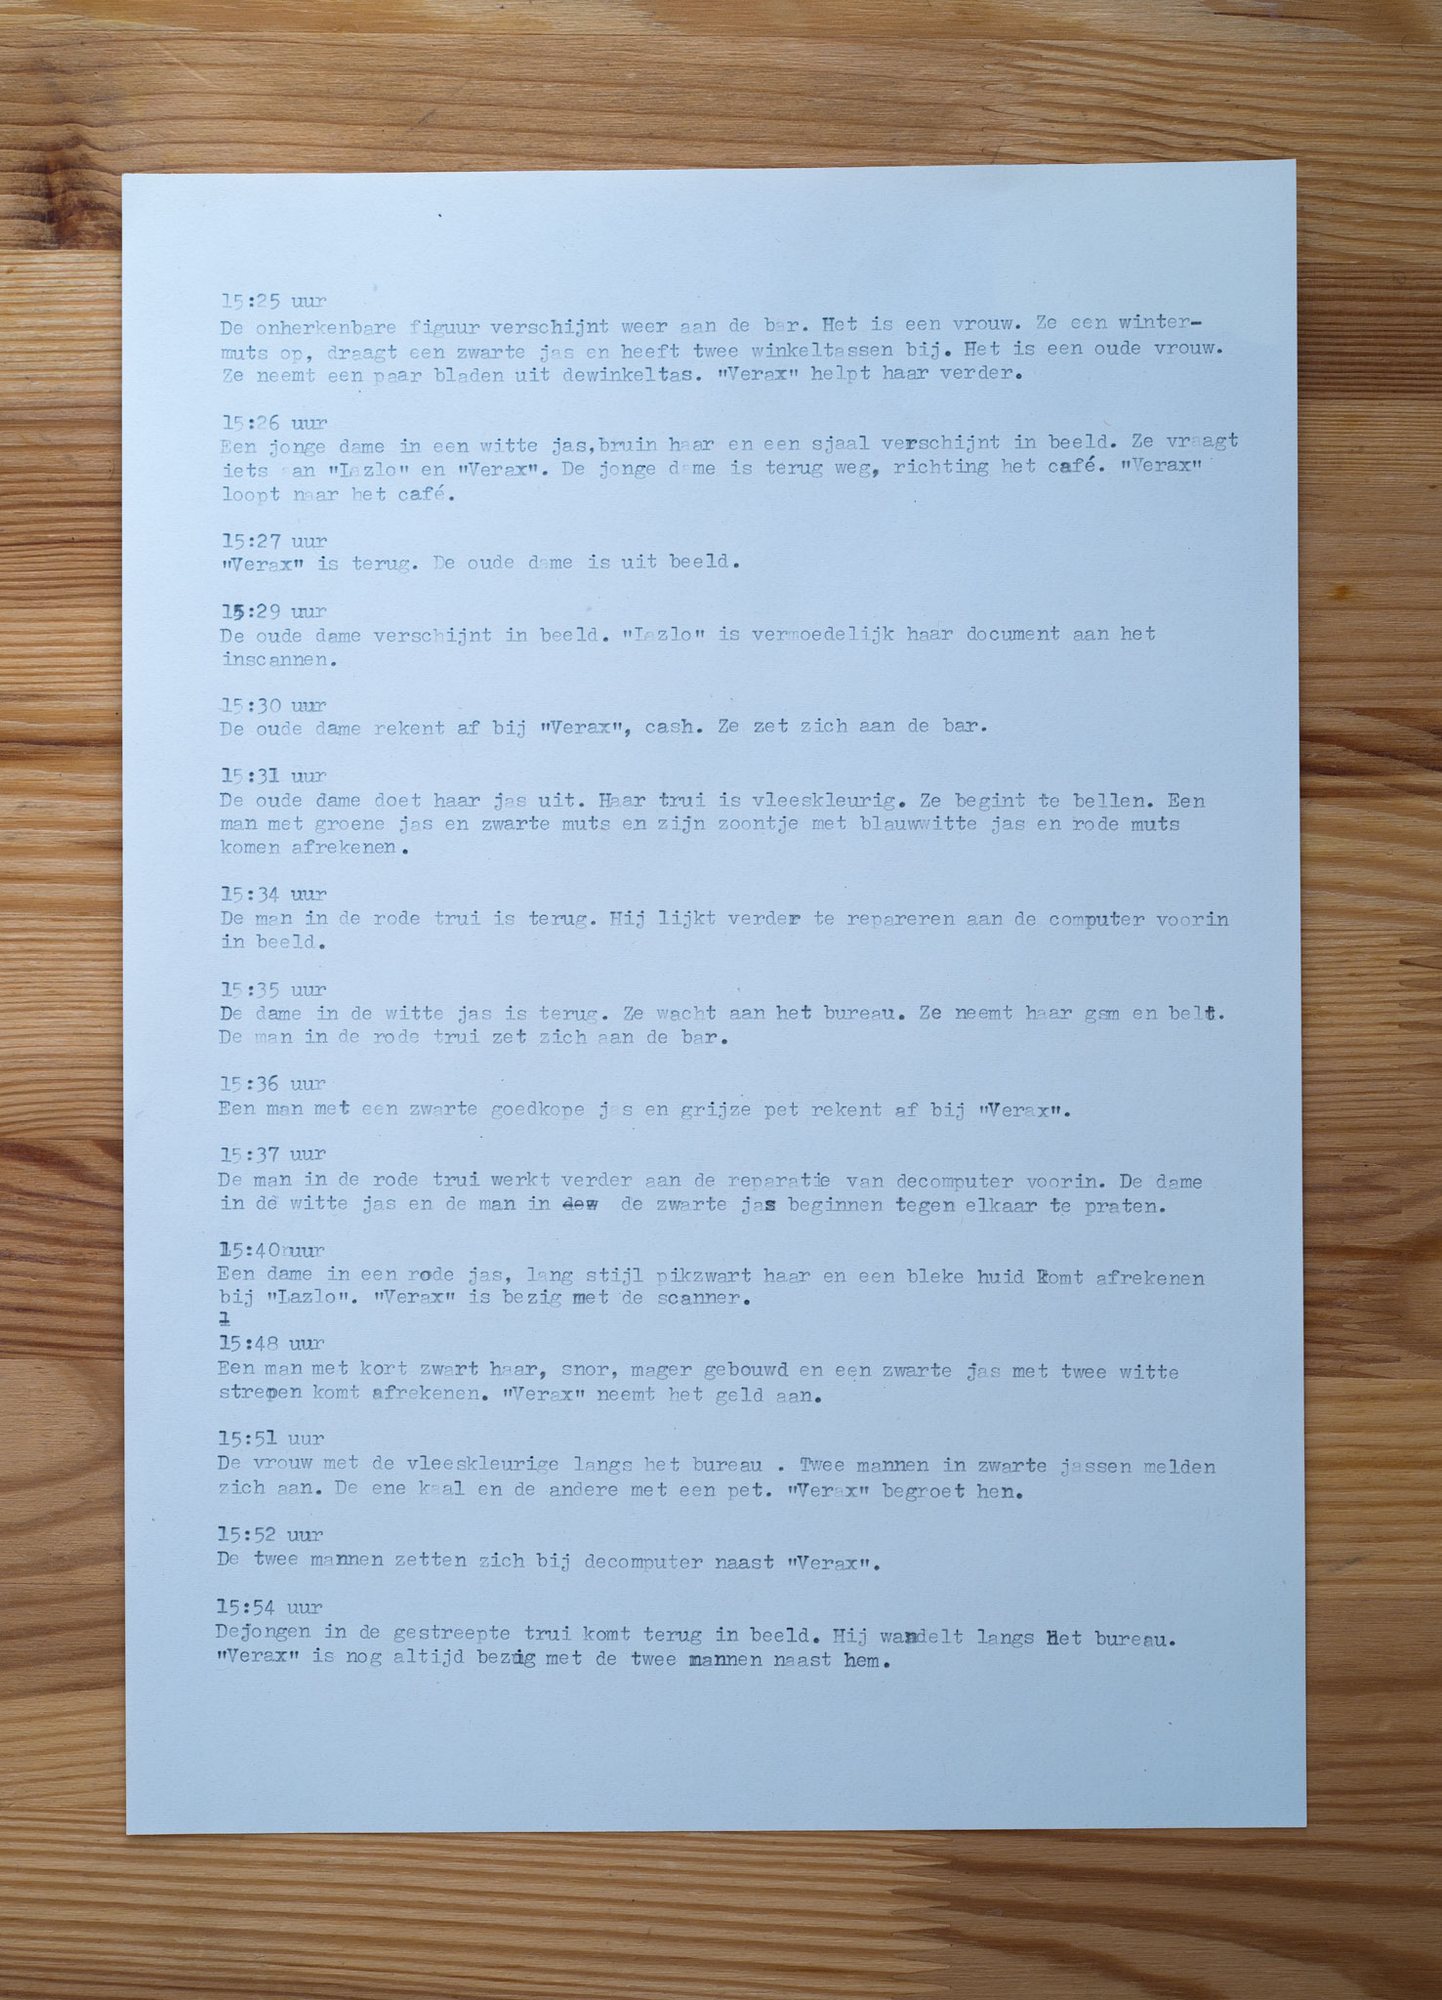 15:25 uur
De onherkenbare figuur verschijnt weer aan de bar. Het is een vrouw. Ze een winter-
muts op, draagt een zwarte jas en heeft twee winkeltassen bij. Het is een oude vrouw.
Ze neemt een paar bladen uit dewinkeltas. "Verax" helpt haar verder.
15:26 uur
Een jonge dame in een witte jas,bruin haar en een sjaal verschijnt in beeld. Ze vraagt
iets aan "Lazlo" en "Verax". De jonge dame is terug weg, richting het café. "Verax"
loopt naar het café.
15:27 uur
"Verax" is terug. De oude dame is uit beeld.
15:29 uur
De oude dame verschijnt in beeld. "Lazlo" is vermoedelijk haar document aan het
inscannen.
15:30 uur
De oude dame rekent af bij "Verax", cash. Ze zet zich aan de bar.
15:31 uur
De oude dame doet haar jas uit. Haar trui is vleeskleurig. Ze begint te bellen. Een
man met groene jas en zwarte muts en zijn zoontje met blauwwitte jas en rode muts
komen afrekenen.
15:34 uur
De man in de rode trui is terug. Hij lijkt verder te repareren aan de computer voorin
in beeld.
15:35 uur
De dame in de witte jas is terug. Ze wacht aan het bureau. Ze neemt haar gsm en belt.
De man in de rode trui zet zich aan de bar.
15:36 uur
Een man met een zwarte goedkope jas en grijze pet rekent af bij "Verax".
15:37 uur
De man in de rode trui werkt verder aan de reparatie van decomputer voorin. De dame
in de witte jas en de man in dew de zwarte jas beginnen tegen elkaar te praten.
15:40 uur
Een dame in een rode jas, lang stijl pikzwart haar en een bleke huid komt afrekenen
bij "Lazlo". "Verax" is bezig met de scanner.
1
15:48 uur
Een man met kort zwart haar, snor, mager gebouwd en een zwarte jas met twee witte
strepen komt afrekenen. "Verax" neemt het geld aan.
15:51 uur
De vrouw met de vleeskleurige langs het bureau . Twee mannen in zwarte jassen melden
zich aan. De ene kaal en de andere met een pet. "Verax" begroet hen.
15:52 uur
De twee mannen zetten zich bij decomputer naast "Verax".
15:54 uur
Dejongen in de gestreepte trui komt terug in beeld. Hij wandelt langs het bureau.
"Verax" is nog altijd bezig met de twee mannen naast hem.